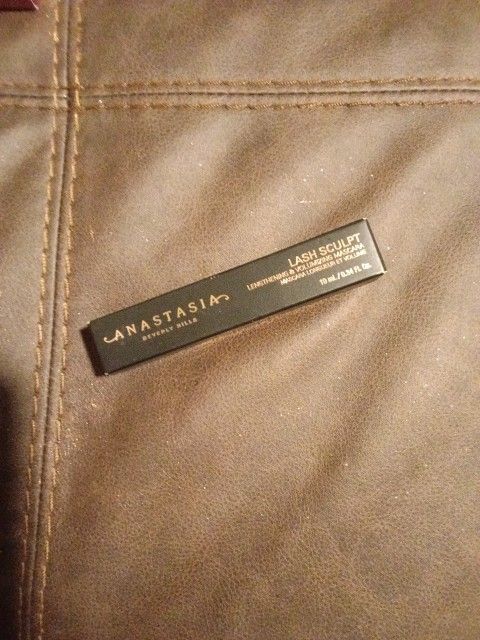 ANASTASIA
BEVERLY HILLS
LASH SCULPT
LENGTHENING & VOLUMIZING MASCARA
MASCARA LONGUEUR ET VOLUME
10 mL / 0.34 FL Oz.